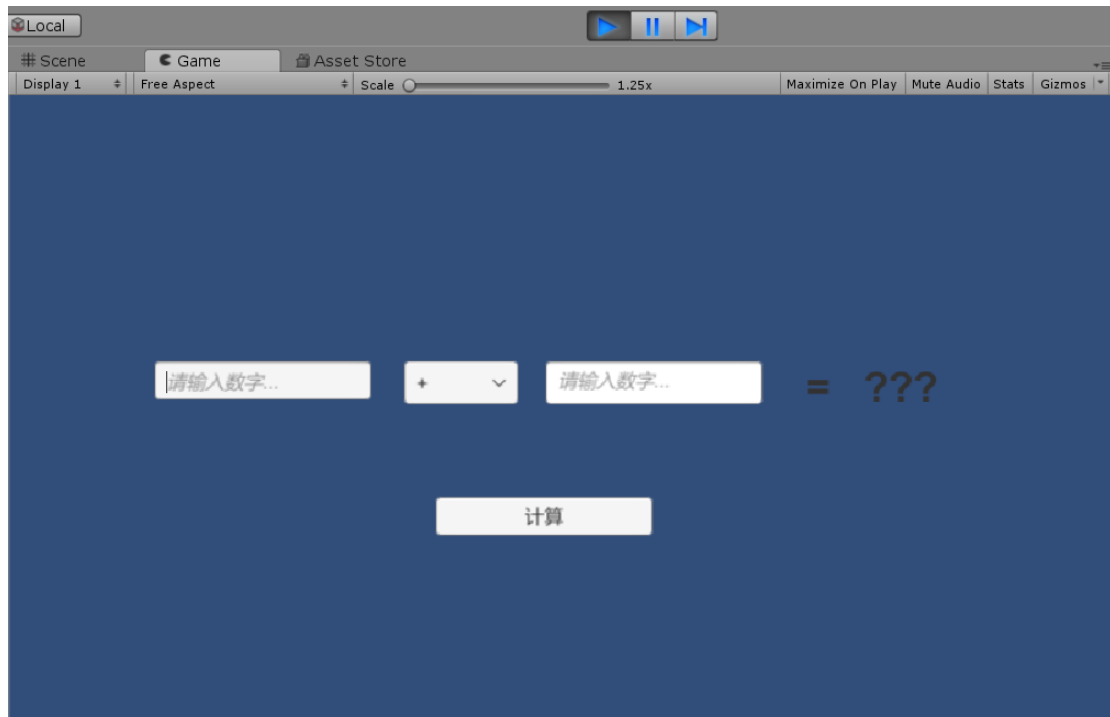 Local
Scene Game Asset Store
Display 1 Free Aspect Scale 1.25x Maximize On Play Mute Audio Stats Gizmos
请输入数字... + 请输入数字... = ???
计算